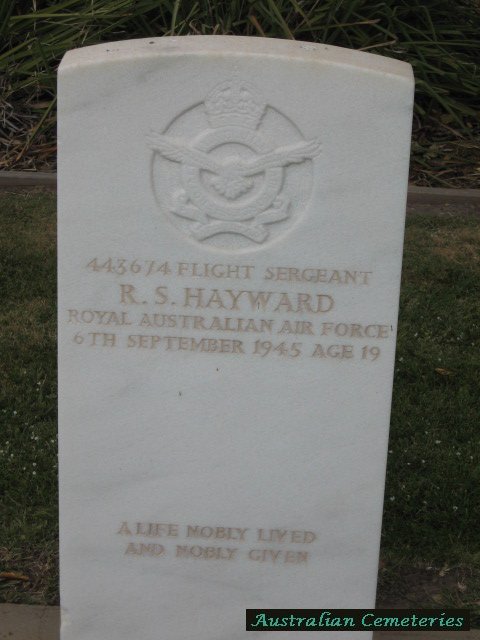 443674 FLIGHT SERGEANT
R. S. HAYWARD
ROYAL AUSTRALIAN AIR FORCE
6TH SEPTEMBER 1945 AGE 19
A LIFE NOBLY LIVED
AND NOBLY GIVEN
Australian Cemeteries